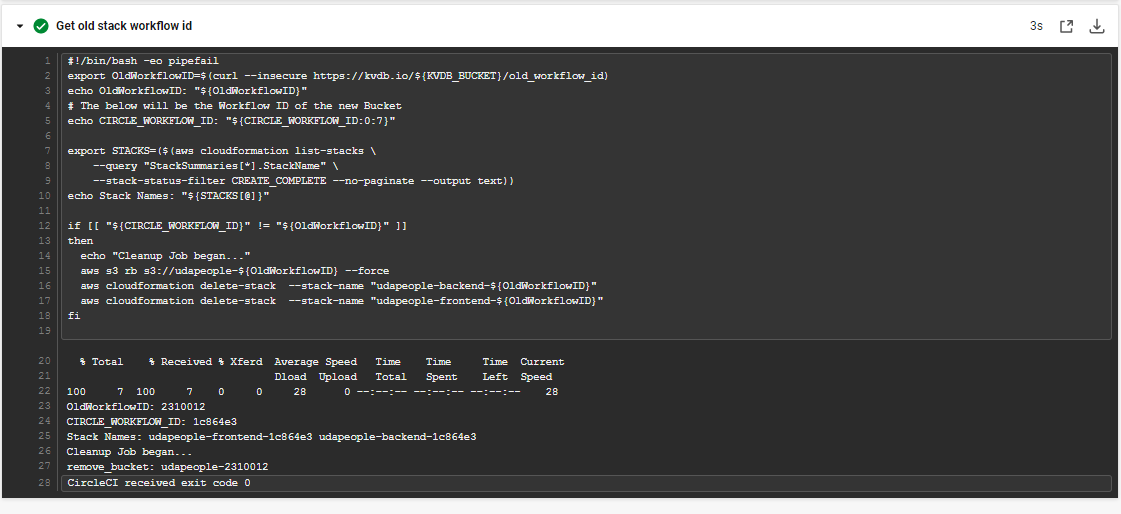 Get old stack workflow id
3s
1 #!/bin/bash -eo pipefail
2 export OldWorkflowID=$(curl --insecure https://kvdb.io/${KVDB_BUCKET}/old_workflow_id)
3 echo OldWorkflowID: "${OldWorkflowID}"
4 # The below will be the Workflow ID of the new Bucket
5 echo CIRCLE_WORKFLOW_ID: "${CIRCLE_WORKFLOW_ID:0:7}"
6
7 export STACKS=($(aws cloudformation list-stacks \
8     --query "StackSummaries[*].StackName" \
9     --stack-status-filter CREATE_COMPLETE --no-paginate --output text))
10 echo Stack Names: "${STACKS[@]}"
11
12 if [[ "${CIRCLE_WORKFLOW_ID}" != "${OldWorkflowID}" ]]
13 then
14   echo "Cleanup Job began..."
15   aws s3 rb s3://udapeople-${OldWorkflowID} --force
16   aws cloudformation delete-stack  --stack-name "udapeople-backend-${OldWorkflowID}"
17   aws cloudformation delete-stack  --stack-name "udapeople-frontend-${OldWorkflowID}"
18 fi
19
20   % Total    % Received % Xferd  Average Speed   Time    Time     Time  Current
21                                  Dload  Upload   Total   Spent    Left  Speed
22 100     7  100     7    0     0     28      0 --:--:-- --:--:-- --:--:--    28
23 OldWorkflowID: 2310012
24 CIRCLE_WORKFLOW_ID: 1c864e3
25 Stack Names: udapeople-frontend-1c864e3 udapeople-backend-1c864e3
26 Cleanup Job began...
27 remove_bucket: udapeople-2310012
28 CircleCI received exit code 0